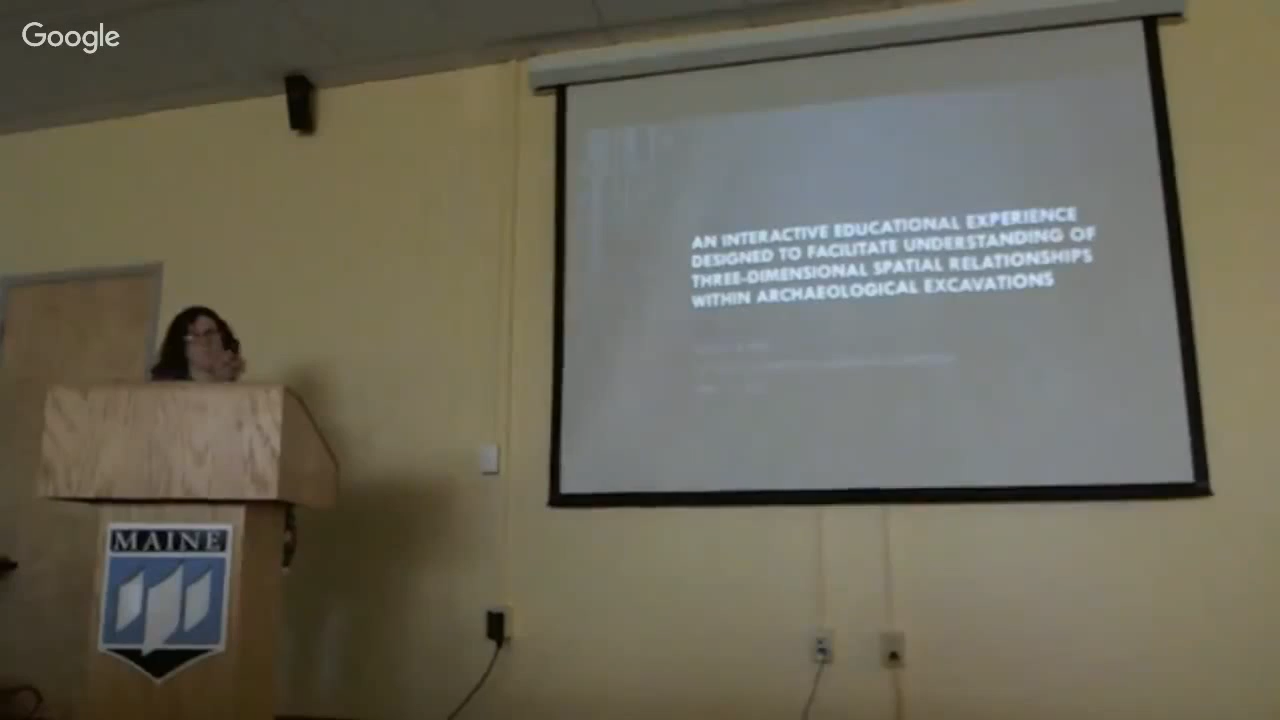 Google
AN INTERACTIVE EDUCATIONAL EXPERIENCE
DESIGNED TO FACILITATE UNDERSTANDING OF
THREE-DIMENSIONAL SPATIAL RELATIONSHIPS
WITHIN ARCHAEOLOGICAL EXCAVATIONS
MAINE